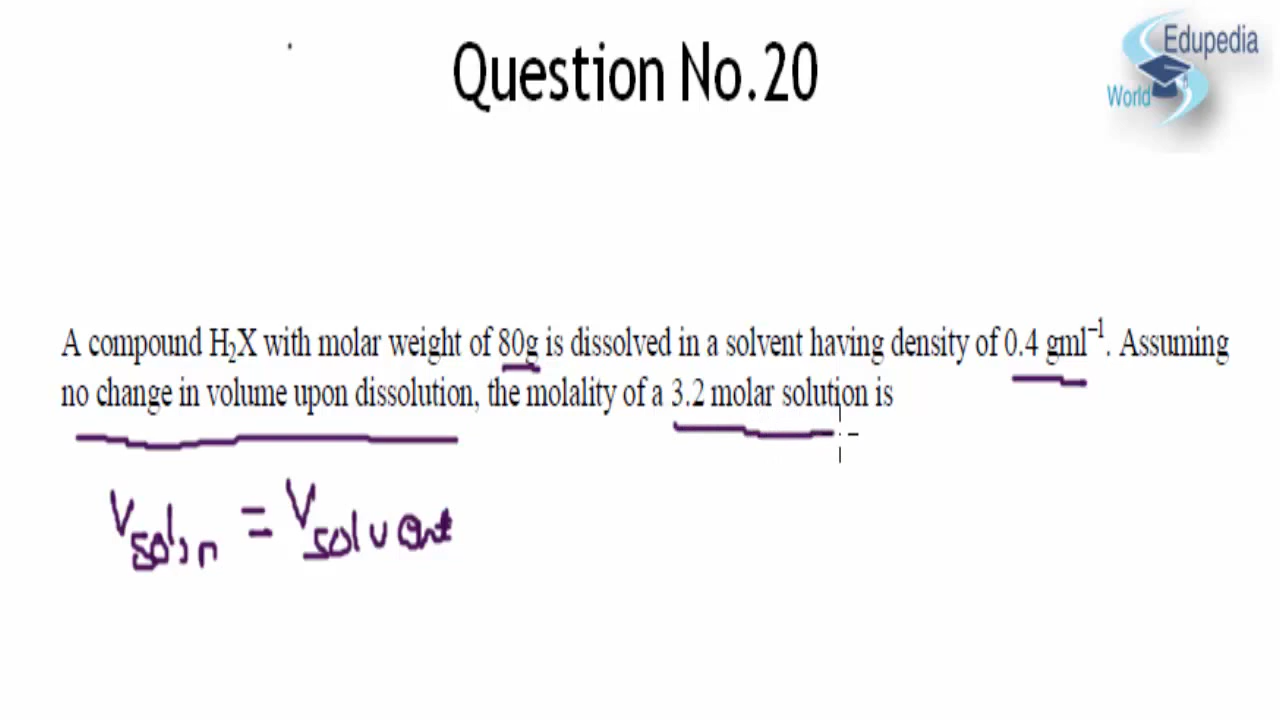 Question No.20
Edupedia
World
A compound H₂X with molar weight of 80g is dissolved in a solvent having density of 0.4 gml⁻¹. Assuming
no change in volume upon dissolution, the molality of a 3.2 molar solution is
V_soln = V_solvent